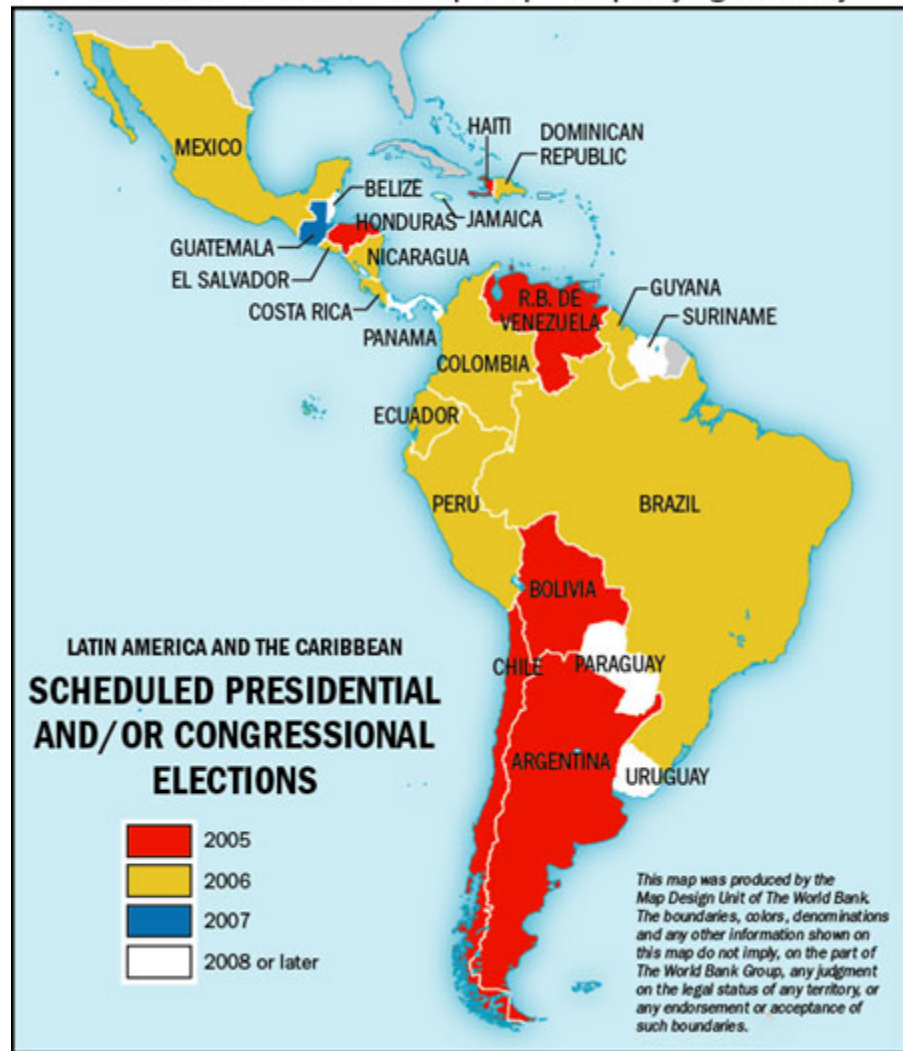 HAITI
DOMINICAN
REPUBLIC
MEXICO
BELIZE
HONDURAS
JAMAICA
GUATEMALA
NICARAGUA
EL SALVADOR
COSTA RICA
R.B. DE
VENEZUELA
GUYANA
SURINAME
PANAMA
COLOMBIA
ECUADOR
PERU
BRAZIL
BOLIVIA
CHILE
PARAGUAY
ARGENTINA
URUGUAY
LATIN AMERICA AND THE CARIBBEAN
SCHEDULED PRESIDENTIAL
AND/OR CONGRESSIONAL
ELECTIONS
2005
2006
2007
2008 or later
This map was produced by the
Map Design Unit of The World Bank.
The boundaries, colors, denominations
and any other information shown on
this map do not imply, on the part of
The World Bank Group, any judgment
on the legal status of any territory, or
any endorsement or acceptance of
such boundaries.